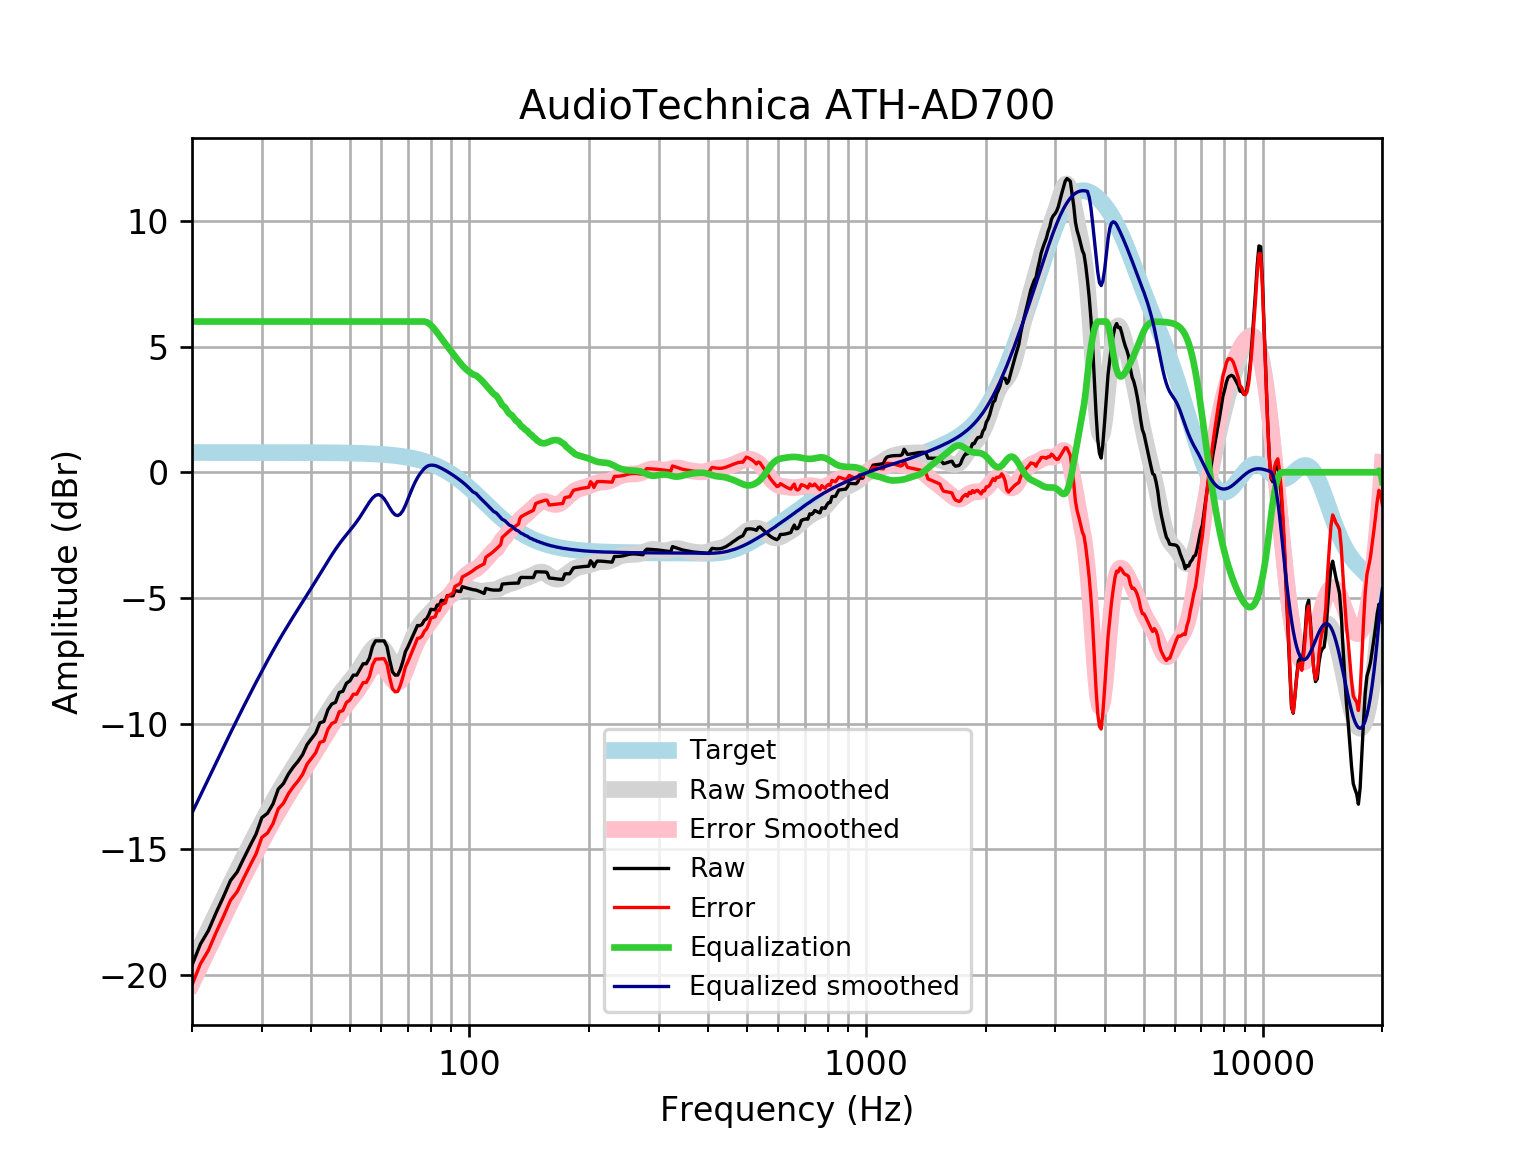 AudioTechnica ATH-AD700
10
5
0
−5
−10
−15
−20
Amplitude (dBr)
Target
Raw Smoothed
Error Smoothed
Raw
Error
Equalization
Equalized smoothed
100
1000
10000
Frequency (Hz)